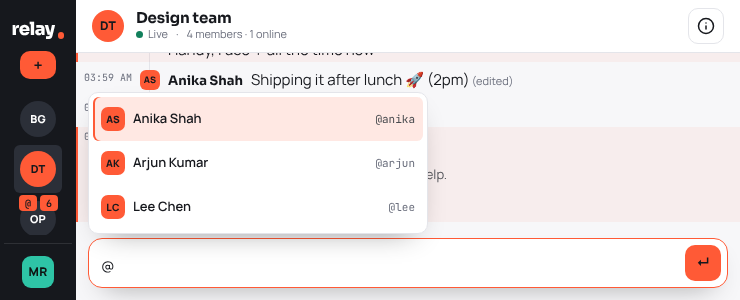 relay.
+
BG
DT
@ 6
OP
MR
DT
Design team
Live · 4 members · 1 online
03:59 AM AS Anika Shah Shipping it after lunch 🚀 (2pm) (edited)
AS Anika Shah @anika
AK Arjun Kumar @arjun
elp.
LC Lee Chen @lee
@